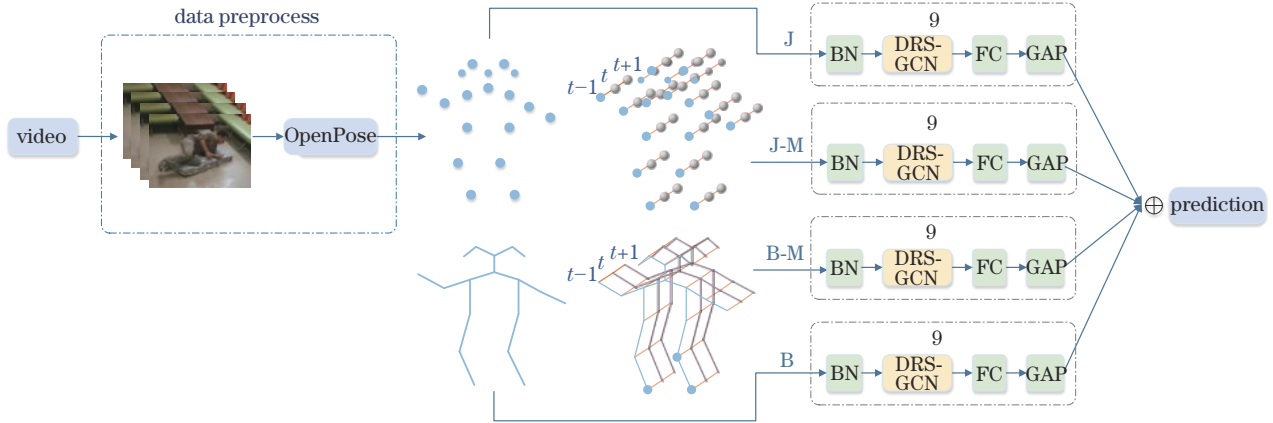 data preprocess
video
OpenPose
t−1 t t+1
t−1 t t+1
J
9
BN
DRS-
GCN
FC
GAP
J-M
9
BN
DRS-
GCN
FC
GAP
B-M
9
BN
DRS-
GCN
FC
GAP
B
9
BN
DRS-
GCN
FC
GAP
⊕ prediction